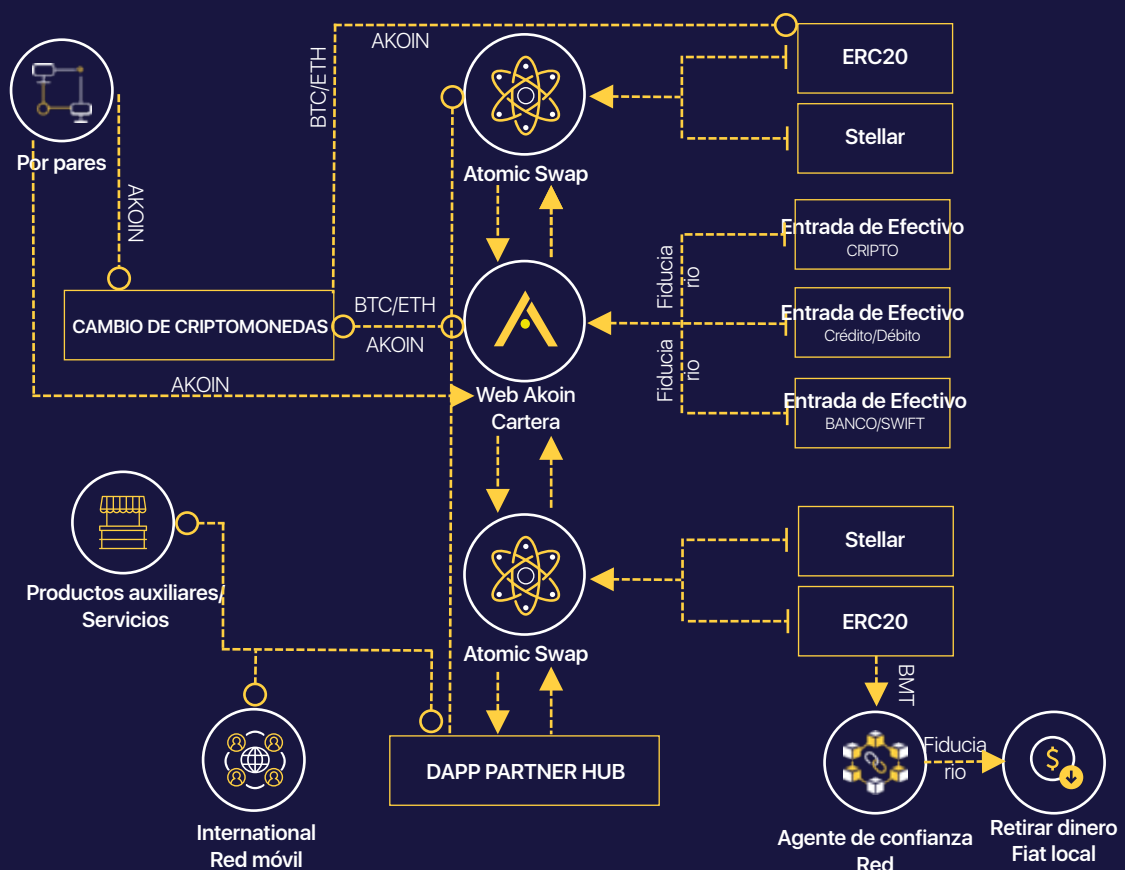 AKOIN
BTC/ETH
ERC20
Stellar
Por pares
AKOIN
Atomic Swap
Entrada de Efectivo
CRIPTO
Fiducia
rio
Entrada de Efectivo
Crédito/Débito
Fiducia
rio
Entrada de Efectivo
BANCO/SWIFT
CAMBIO DE CRIPTOMONEDAS
BTC/ETH
AKOIN
AKOIN
Web Akoin
Cartera
Productos auxiliares/
Servicios
Atomic Swap
Stellar
ERC20
BMT
International
Red móvil
DAPP PARTNER HUB
Agente de confianza
Red
Fiducia
rio
Retirar dinero
Fiat local